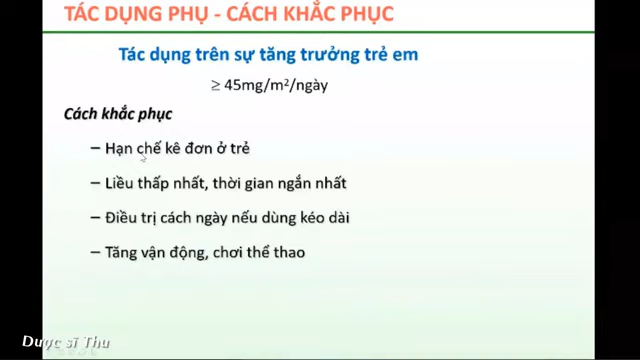 TÁC DỤNG PHỤ - CÁCH KHẮC PHỤC
Tác dụng trên sự tăng trưởng trẻ em
≥ 45mg/m²/ngày
Cách khắc phục
– Hạn chế kê đơn ở trẻ
– Liều thấp nhất, thời gian ngắn nhất
– Điều trị cách ngày nếu dùng kéo dài
– Tăng vận động, chơi thể thao
Dược sĩ Thu